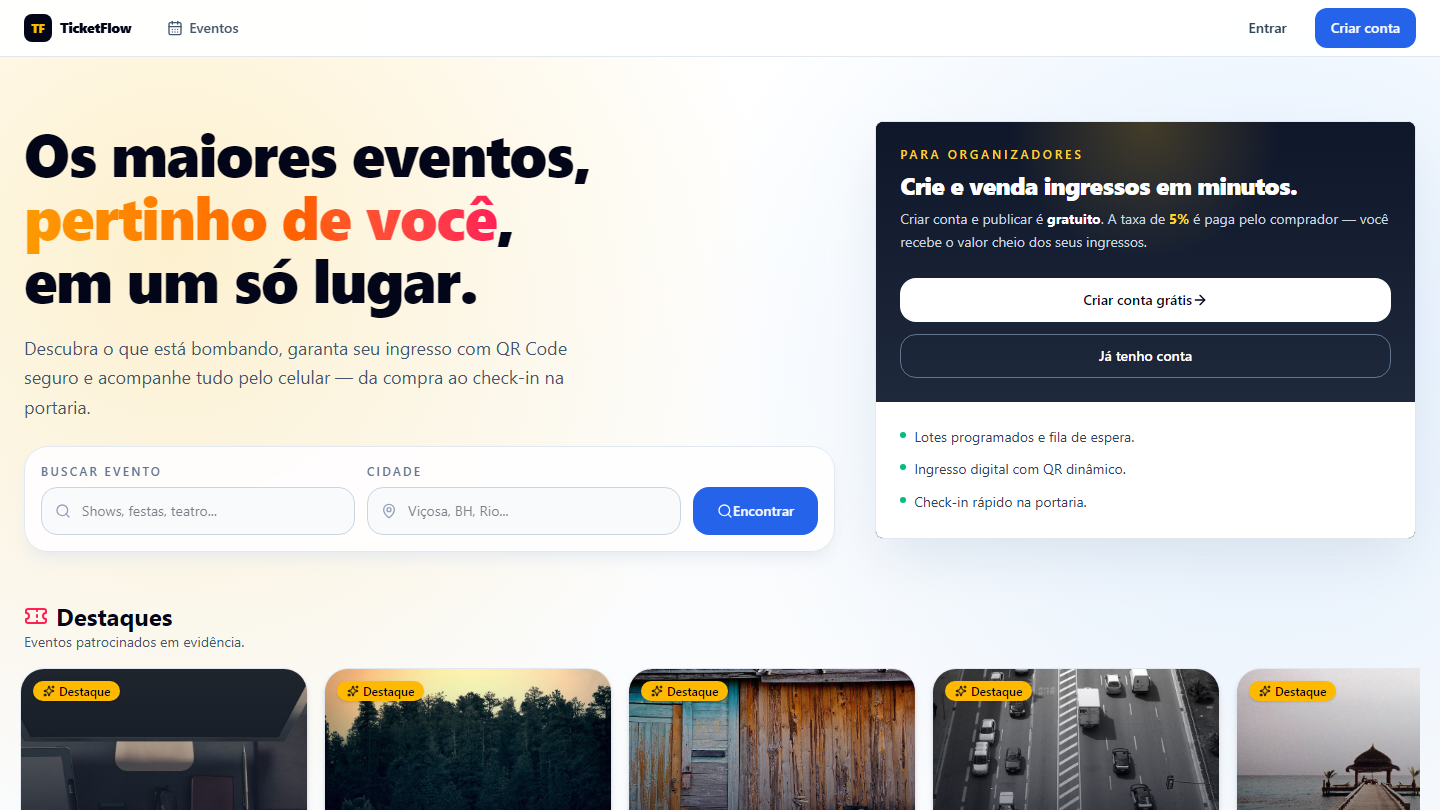 TF TicketFlow
Eventos
Entrar
Criar conta
Os maiores eventos,
pertinho de você,
em um só lugar.
Descubra o que está bombando, garanta seu ingresso com QR Code
seguro e acompanhe tudo pelo celular — da compra ao check-in na
portaria.
BUSCAR EVENTO
Shows, festas, teatro...
CIDADE
Viçosa, BH, Rio...
Encontrar
PARA ORGANIZADORES
Crie e venda ingressos em minutos.
Criar conta e publicar é gratuito. A taxa de 5% é paga pelo comprador — você
recebe o valor cheio dos seus ingressos.
Criar conta grátis
Já tenho conta
Lotes programados e fila de espera.
Ingresso digital com QR dinâmico.
Check-in rápido na portaria.
Destaques
Eventos patrocinados em evidência.
Destaque
Destaque
Destaque
Destaque
Destaque